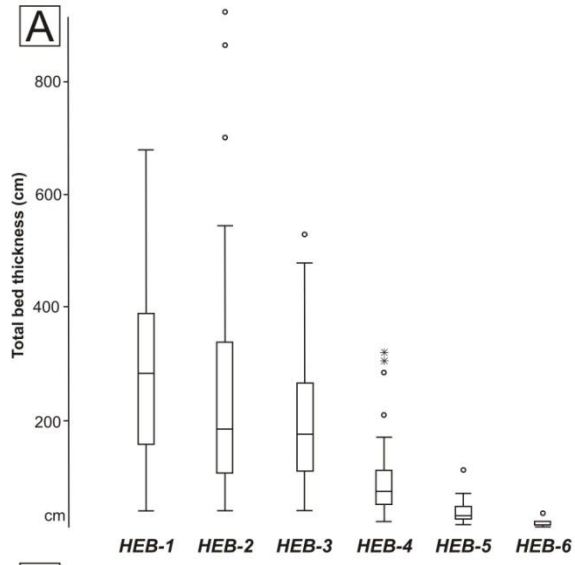 A
Total bed thickness (cm)
800
600
400
200
cm
HEB-1 HEB-2 HEB-3 HEB-4 HEB-5 HEB-6